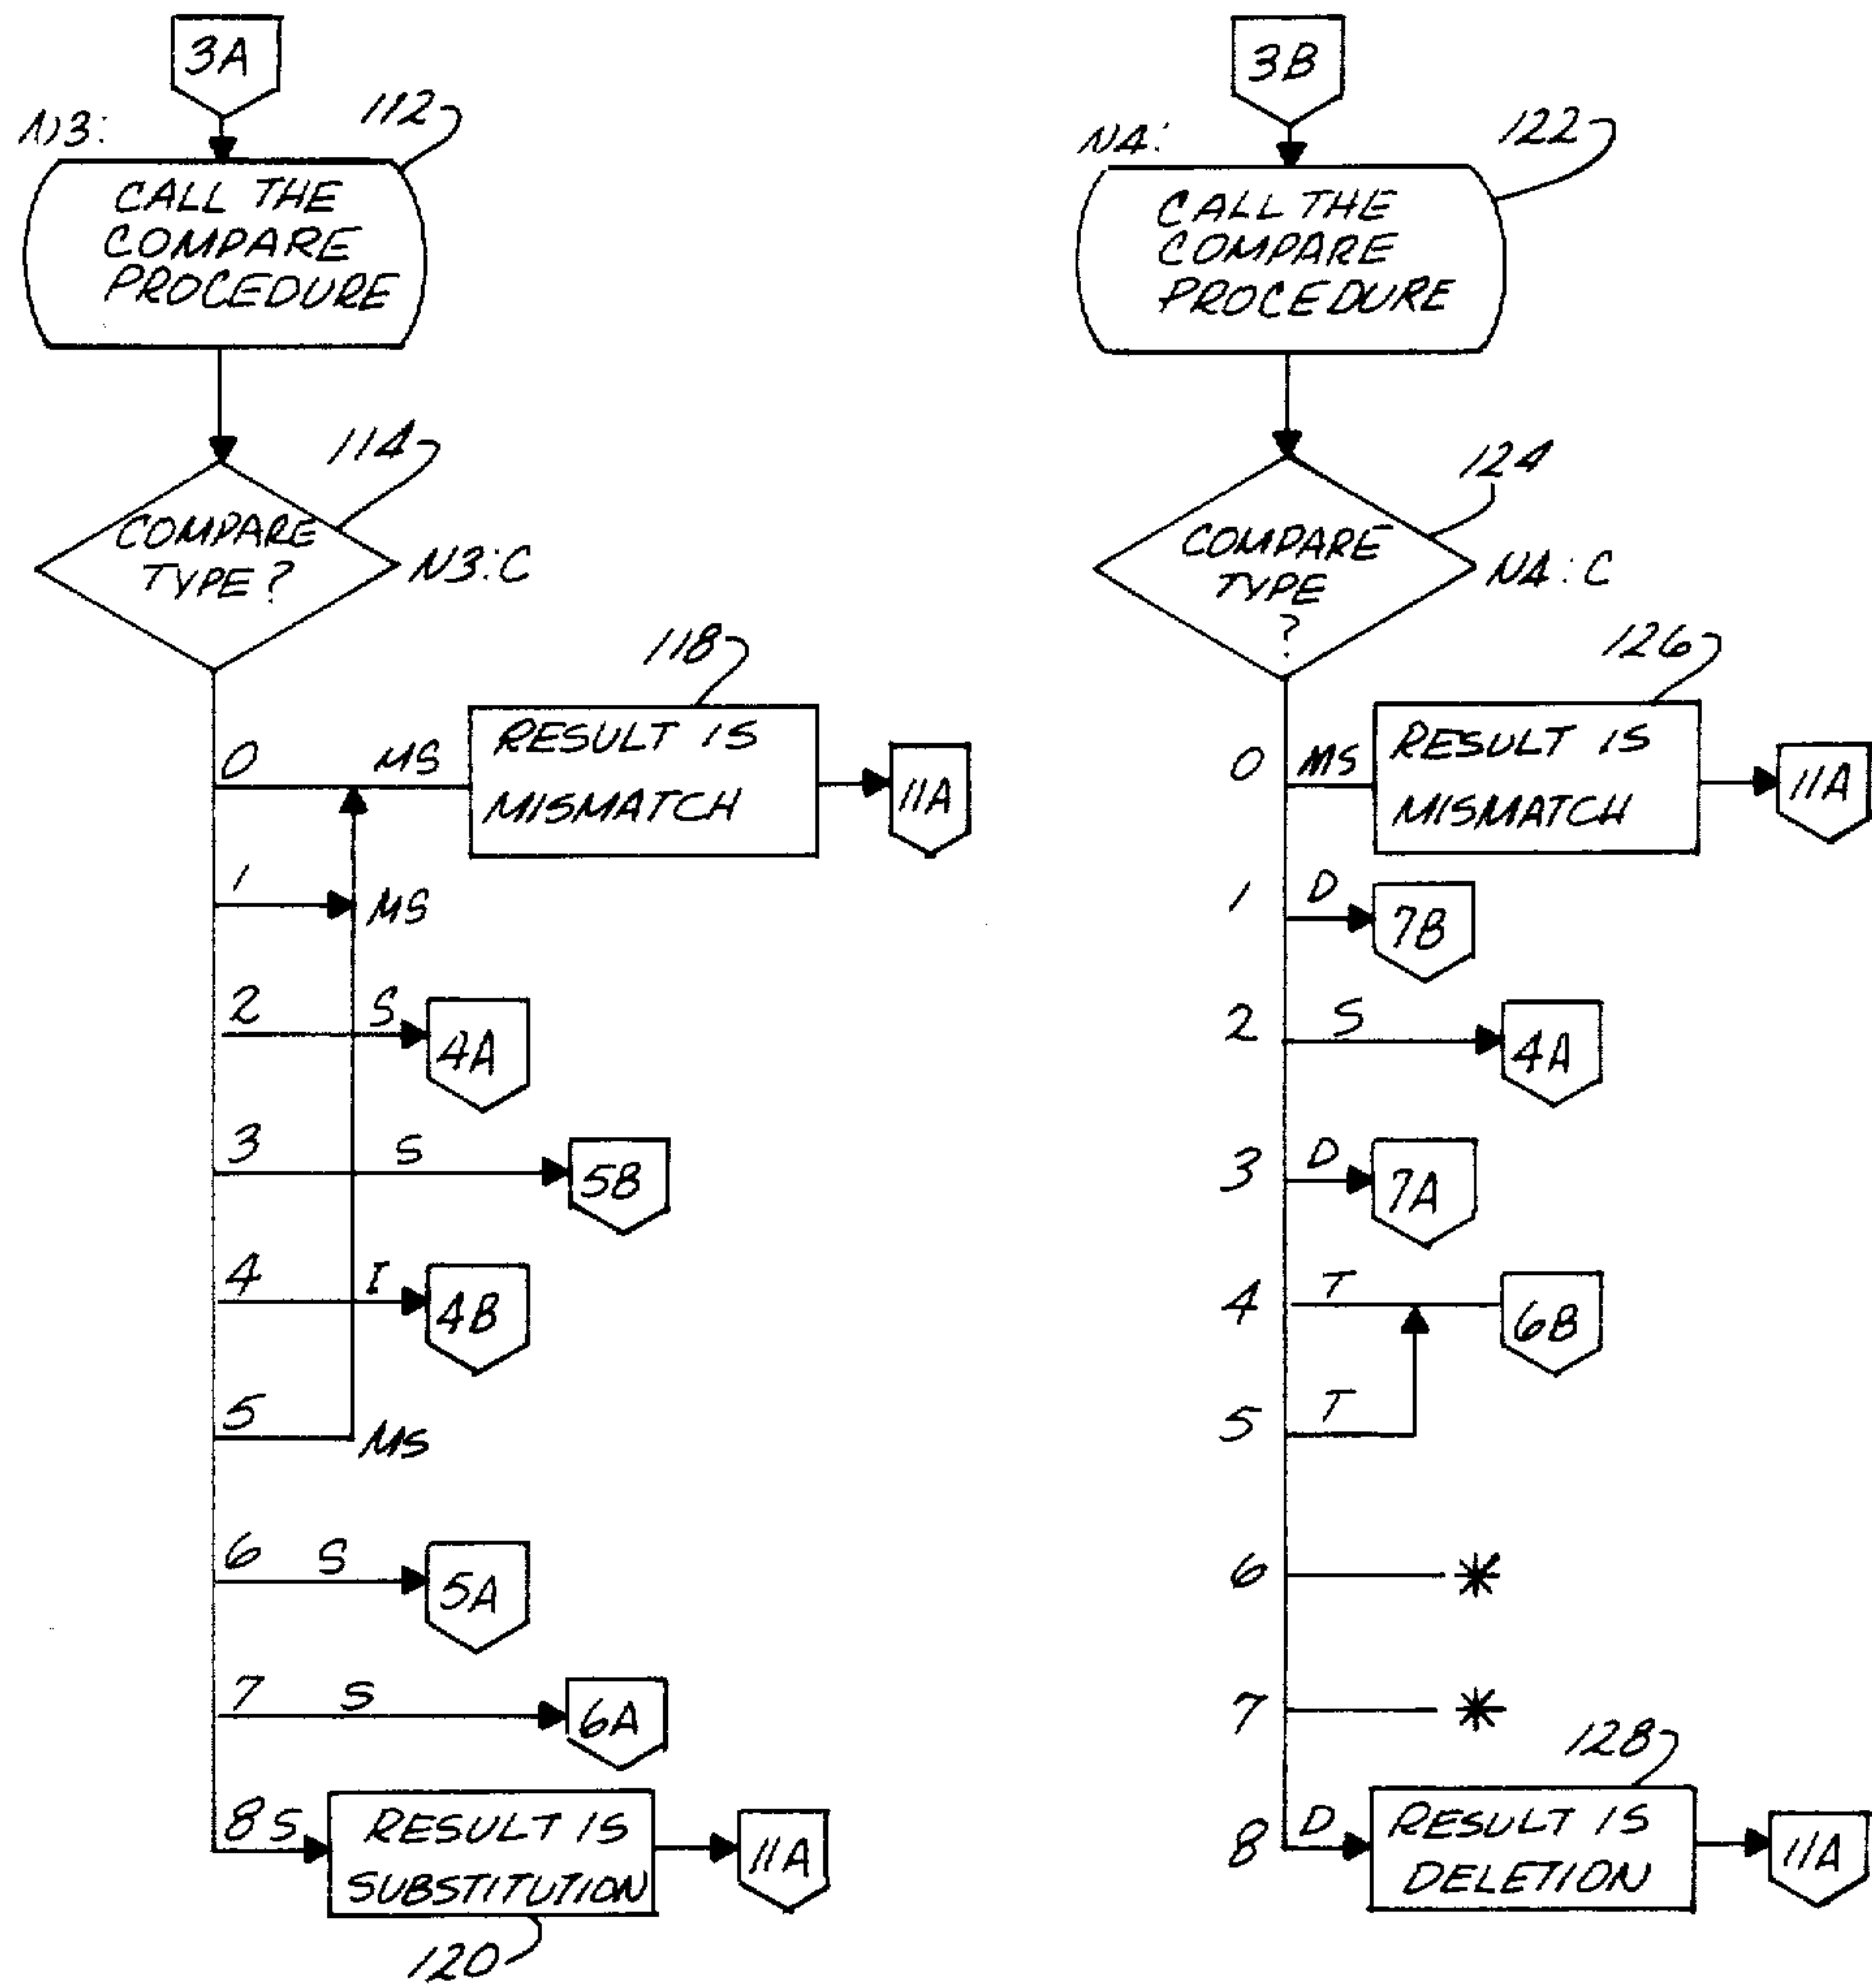 3A
N3:
112
CALL THE
COMPARE
PROCEDURE
114
COMPARE
TYPE?
N3:C
118
0 MS
RESULT IS
MISMATCH
11A
1 MS
2 S
4A
3 S
5B
4 I
4B
5 MS
6 S
5A
7 S
6A
8 S
RESULT IS
SUBSTITUTION
11A
120
3B
N4:
122
CALL THE
COMPARE
PROCEDURE
124
COMPARE
TYPE
?
N4:C
126
0 MS
RESULT IS
MISMATCH
11A
1 D
7B
2 S
4A
3 D
7A
4 T
6B
5 T
6 *
7 *
128
8 D
RESULT IS
DELETION
11A